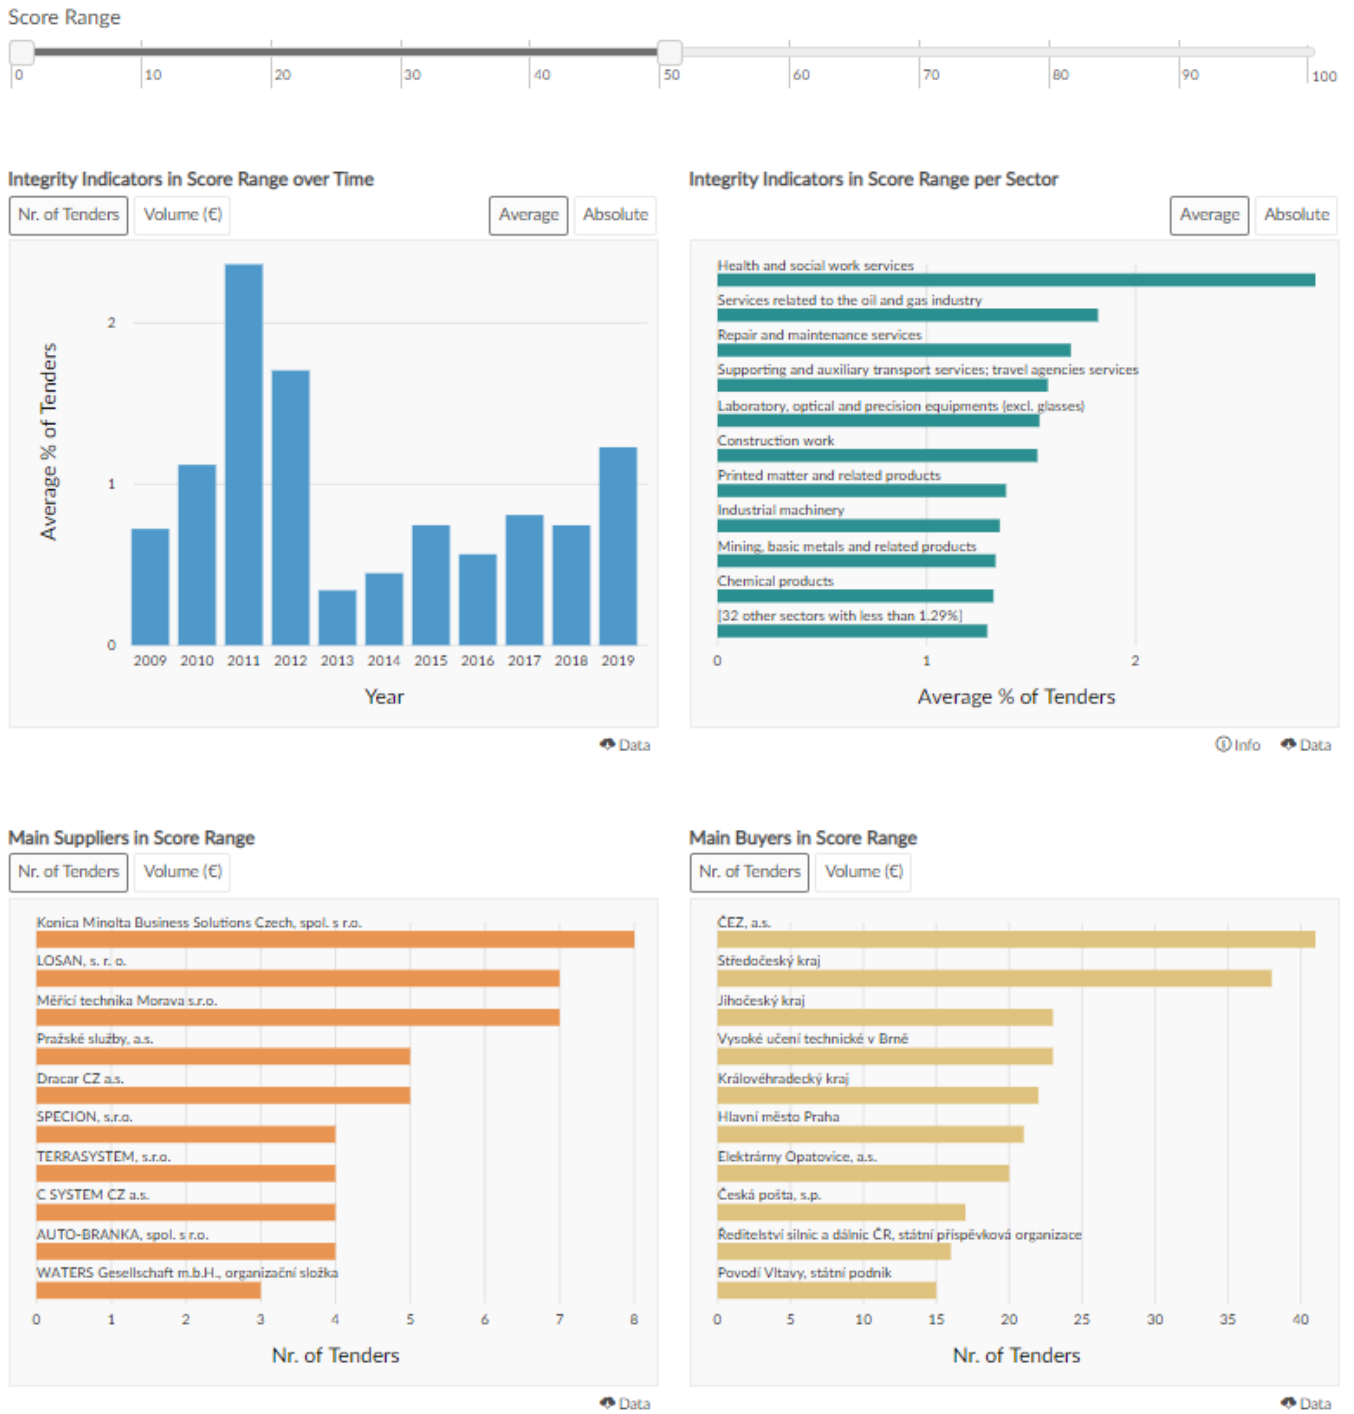 Score Range
0 10 20 30 40 50 60 70 80 90 100
Integrity Indicators in Score Range over Time
Nr. of Tenders Volume (€) Average Absolute
2
1
0
Average % of Tenders
2009 2010 2011 2012 2013 2014 2015 2016 2017 2018 2019
Year
Data
Integrity Indicators in Score Range per Sector
Average Absolute
Health and social work services
Services related to the oil and gas industry
Repair and maintenance services
Supporting and auxiliary transport services; travel agencies services
Laboratory, optical and precision equipments (excl. glasses)
Construction work
Printed matter and related products
Industrial machinery
Mining, basic metals and related products
Chemical products
[32 other sectors with less than 1.29%]
0 1 2
Average % of Tenders
Info Data
Main Suppliers in Score Range
Nr. of Tenders Volume (€)
Konica Minolta Business Solutions Czech, spol. s r.o.
LOSAN, s. r. o.
Měřící technika Morava s.r.o.
Pražské služby, a.s.
Dracar CZ a.s.
SPECION, s.r.o.
TERRASYSTEM, s.r.o.
C SYSTEM CZ a.s.
AUTO-BRANKA, spol. s r.o.
WATERS Gesellschaft m.b.H., organizační složka
0 1 2 3 4 5 6 7 8
Nr. of Tenders
Data
Main Buyers in Score Range
Nr. of Tenders Volume (€)
ČEZ, a.s.
Středočeský kraj
Jihočeský kraj
Vysoké učení technické v Brně
Královéhradecký kraj
Hlavní město Praha
Elektrárny Opatovice, a.s.
Česká pošta, s.p.
Ředitelství silnic a dálnic ČR, státní příspěvková organizace
Povodí Vltavy, státní podnik
0 5 10 15 20 25 30 35 40
Nr. of Tenders
Data